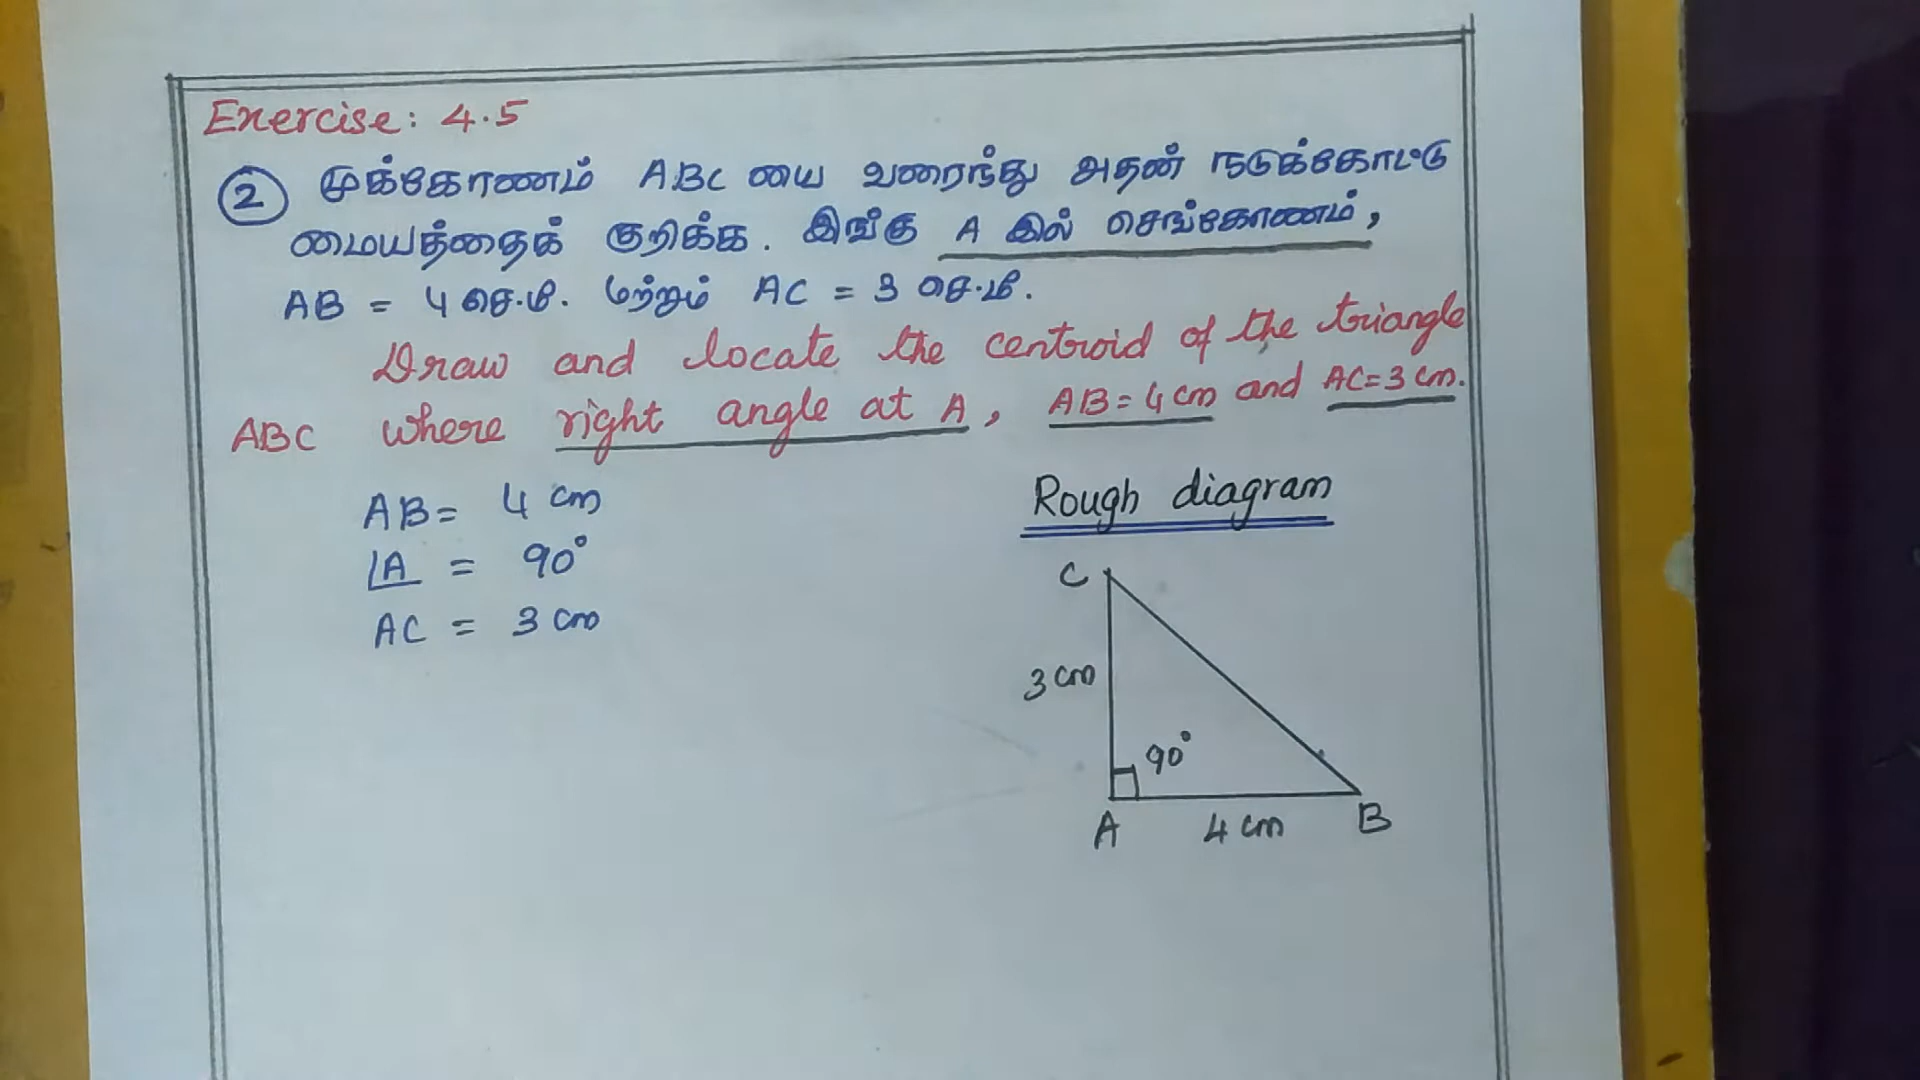 Exercise: 4.5
② முக்கோணம் ABC யை வரைந்து அதன் நடுக்கோட்டு
மையத்தைக் குறிக்க. இங்கு A இல் செங்கோணம்,
AB = 4 செ.மீ. மற்றும் AC = 3 செ.மீ.
Draw and locate the centroid of the triangle
ABC where right angle at A, AB = 4 cm and AC = 3 cm.
AB = 4 cm
∠A = 90°
AC = 3 cm
Rough diagram
C
3 cm
90°
A 4 cm B